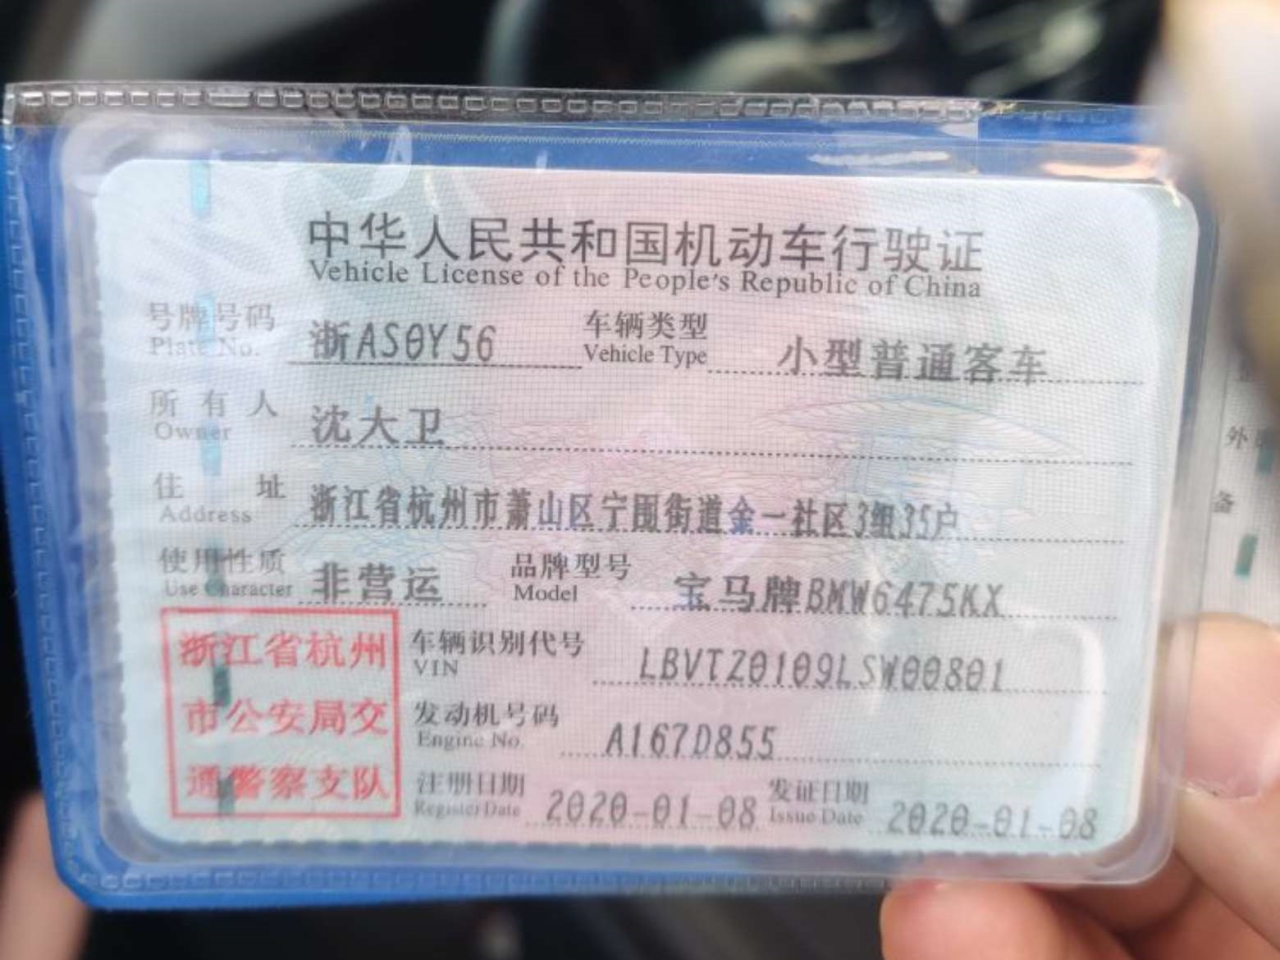 中华人民共和国机动车行驶证
Vehicle License of the People's Republic of China
号牌号码 浙AS0Y56 车辆类型 小型普通客车
Plate No. Vehicle Type
所有人 沈大卫
Owner
住址 浙江省杭州市萧山区宁围街道金一社区3组35户
Address
使用性质 非营运 品牌型号 宝马牌BMW6475KX
Use Character Model
浙江省杭州
市公安局交
通警察支队
车辆识别代号 LBVTZ0109LSW00801
VIN
发动机号码 A167D855
Engine No.
注册日期 2020-01-08 发证日期 2020-01-08
Register Date Issue Date
外
备